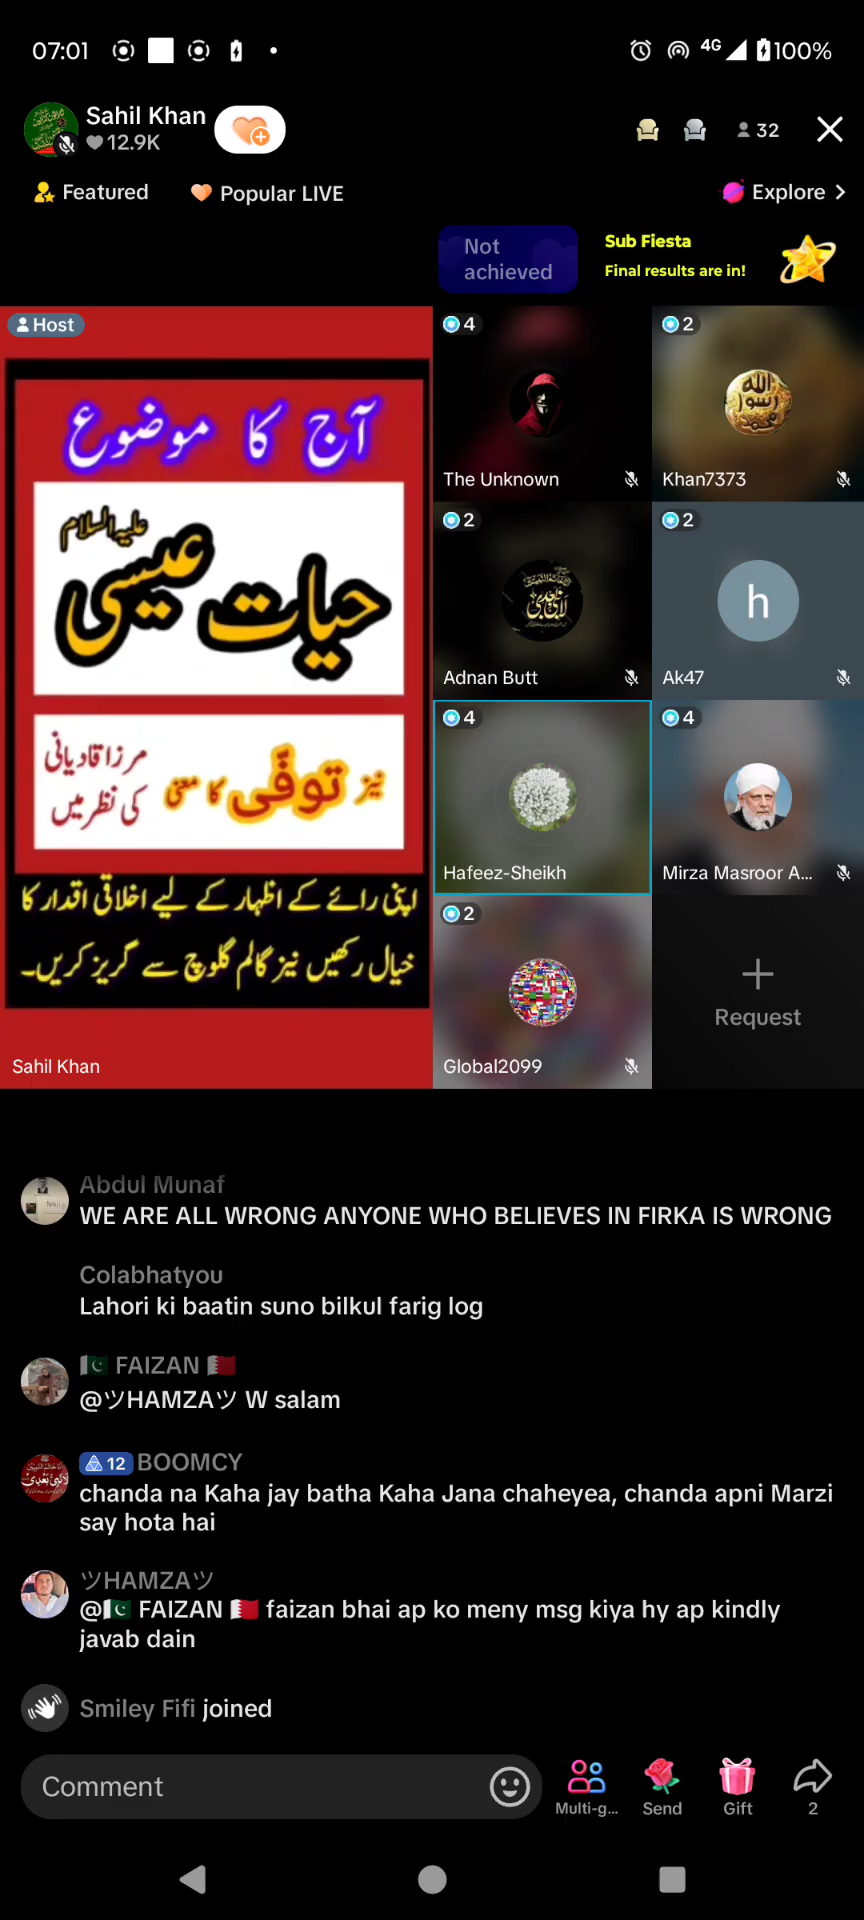 07:01
4G
100%
Sahil Khan
12.9K
32
Featured
Popular LIVE
Explore
Not
achieved
Sub Fiesta
Final results are in!
Host
آج کا موضوع
علیہ السلام
حیات عیسی
نیز توفّی کا معنی
مرزا قادیانی
کی نظر میں
اپنی رائے کے اظہار کے لیے اخلاقی اقدار کا
خیال رکھیں نیز گالم گلوچ سے گریز کریں۔
Sahil Khan
4
The Unknown
2
الله
رسول
محمد
Khan7373
2
Adnan Butt
2
h
Ak47
4
Hafeez-Sheikh
4
Mirza Masroor A...
2
Global2099
Request
Abdul Munaf
WE ARE ALL WRONG ANYONE WHO BELIEVES IN FIRKA IS WRONG
Colabhatyou
Lahori ki baatin suno bilkul farig log
🇵🇰 FAIZAN 🇧🇭
@ツHAMZAツ W salam
12 BOOMCY
chanda na Kaha jay batha Kaha Jana chaheyea, chanda apni Marzi
say hota hai
ツHAMZAツ
@🇵🇰 FAIZAN 🇧🇭 faizan bhai ap ko meny msg kiya hy ap kindly
javab dain
Smiley Fifi joined
Comment
Multi-g...
Send
Gift
2